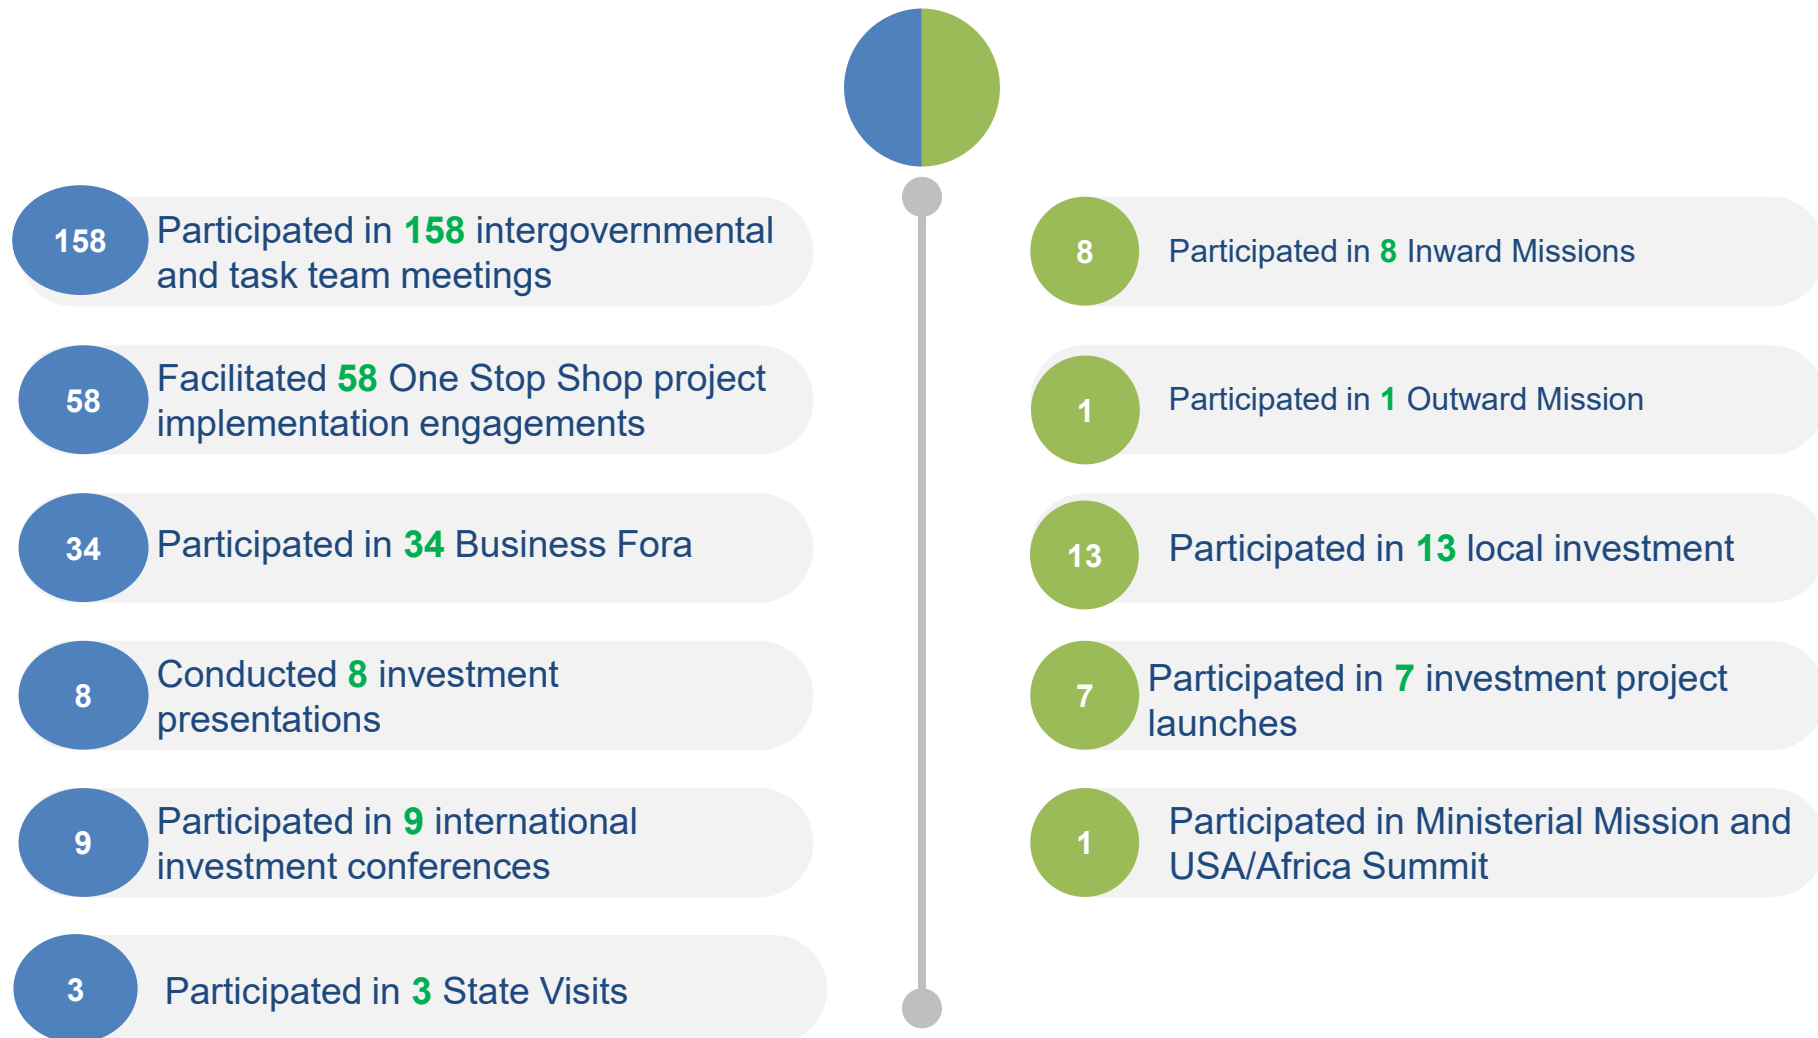 158
Participated in 158 intergovernmental
and task team meetings
58
Facilitated 58 One Stop Shop project
implementation engagements
34
Participated in 34 Business Fora
8
Conducted 8 investment
presentations
9
Participated in 9 international
investment conferences
3
Participated in 3 State Visits
8
Participated in 8 Inward Missions
1
Participated in 1 Outward Mission
13
Participated in 13 local investment
7
Participated in 7 investment project
launches
1
Participated in Ministerial Mission and
USA/Africa Summit